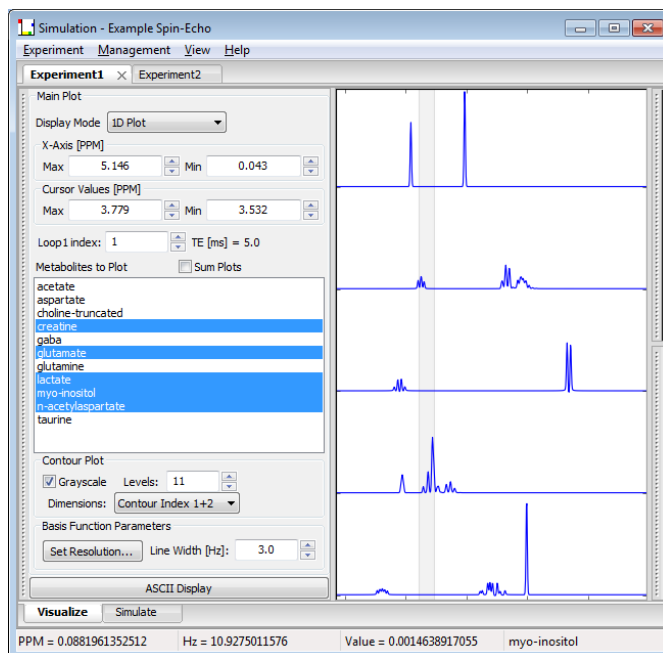 Simulation - Example Spin-Echo
Experiment Management View Help
Experiment1 Experiment2
Main Plot
Display Mode 1D Plot
X-Axis [PPM]
Max 5.146 Min 0.043
Cursor Values [PPM]
Max 3.779 Min 3.532
Loop1 index: 1 TE [ms] = 5.0
Metabolites to Plot Sum Plots
acetate
aspartate
choline-truncated
creatine
gaba
glutamate
glutamine
lactate
myo-inositol
n-acetylaspartate
taurine
Contour Plot
Grayscale Levels: 11
Dimensions: Contour Index 1+2
Basis Function Parameters
Set Resolution... Line Width [Hz]: 3.0
ASCII Display
Visualize Simulate
PPM = 0.0881961352512 Hz = 10.9275011576 Value = 0.0014638917055 myo-inositol